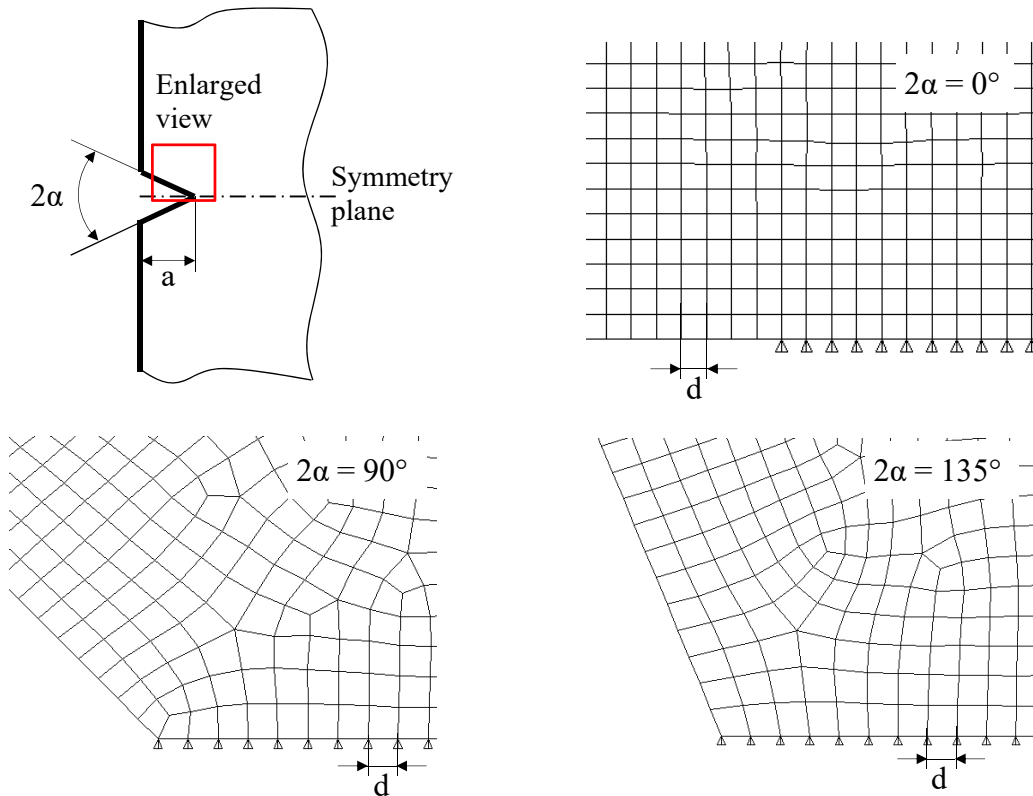 Enlarged
view
2α
Symmetry
plane
a
2α = 0°
d
2α = 90°
d
2α = 135°
d